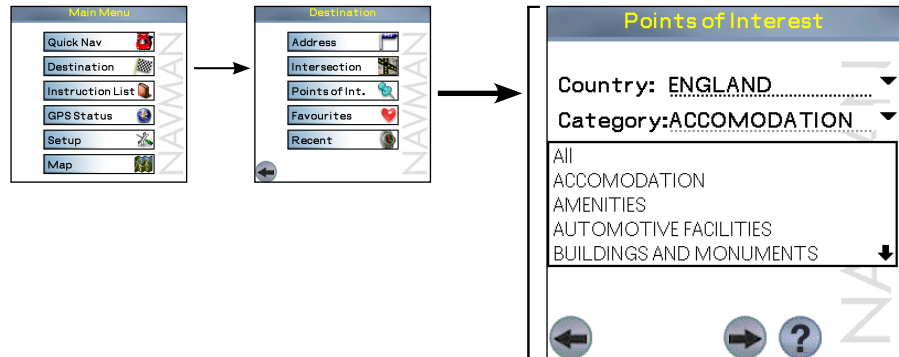 Main Menu
Quick Nav
Destination
Instruction List
GPS Status
Setup
Map
NAVMAN
Destination
Address
Intersection
Points of Int.
Favourites
Recent
NAVMAN
Points of Interest
Country: ENGLAND
Category: ACCOMODATION
All
ACCOMODATION
AMENITIES
AUTOMOTIVE FACILITIES
BUILDINGS AND MONUMENTS
?